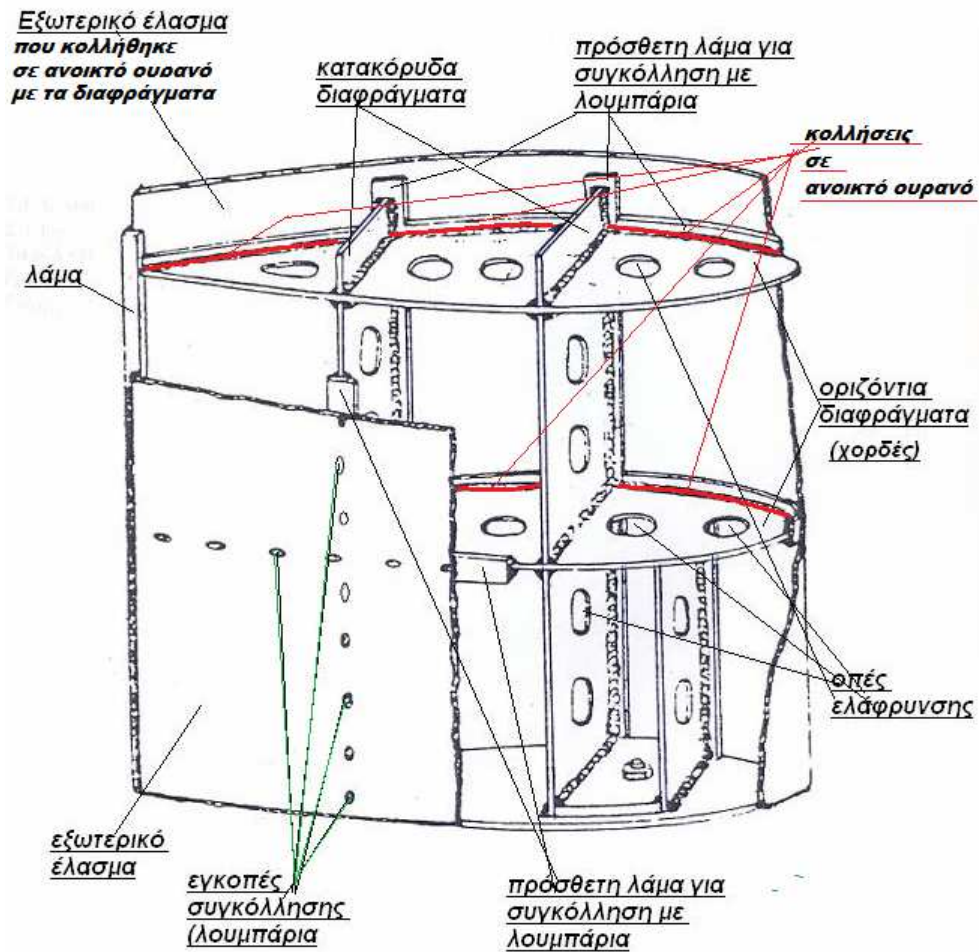 Εξωτερικό έλασμα
που κολλήθηκε
σε ανοικτό ουρανό
με τα διαφράγματα
κατακόρυδα
διαφράγματα
πρόσθετη λάμα για
συγκόλληση με
λουμπάρια
κολλήσεις
σε
ανοικτό ουρανό
λάμα
οριζόντια
διαφράγματα
(χορδές)
οπές
ελάφρυνσης
εξωτερικό
έλασμα
εγκοπές
συγκόλλησης
(λουμπάρια
πρόσθετη λάμα για
συγκόλληση με
λουμπάρια